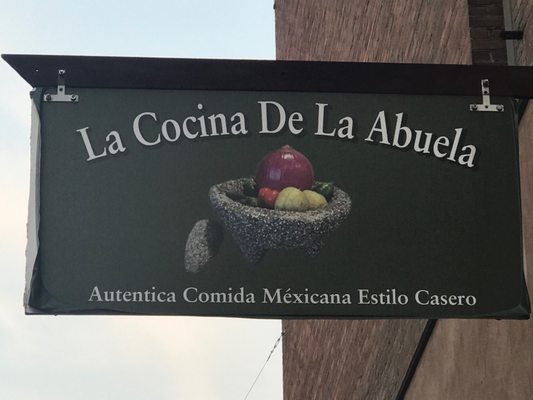 La Cocina De La Abuela
Autentica Comida Méxicana Estilo Casero